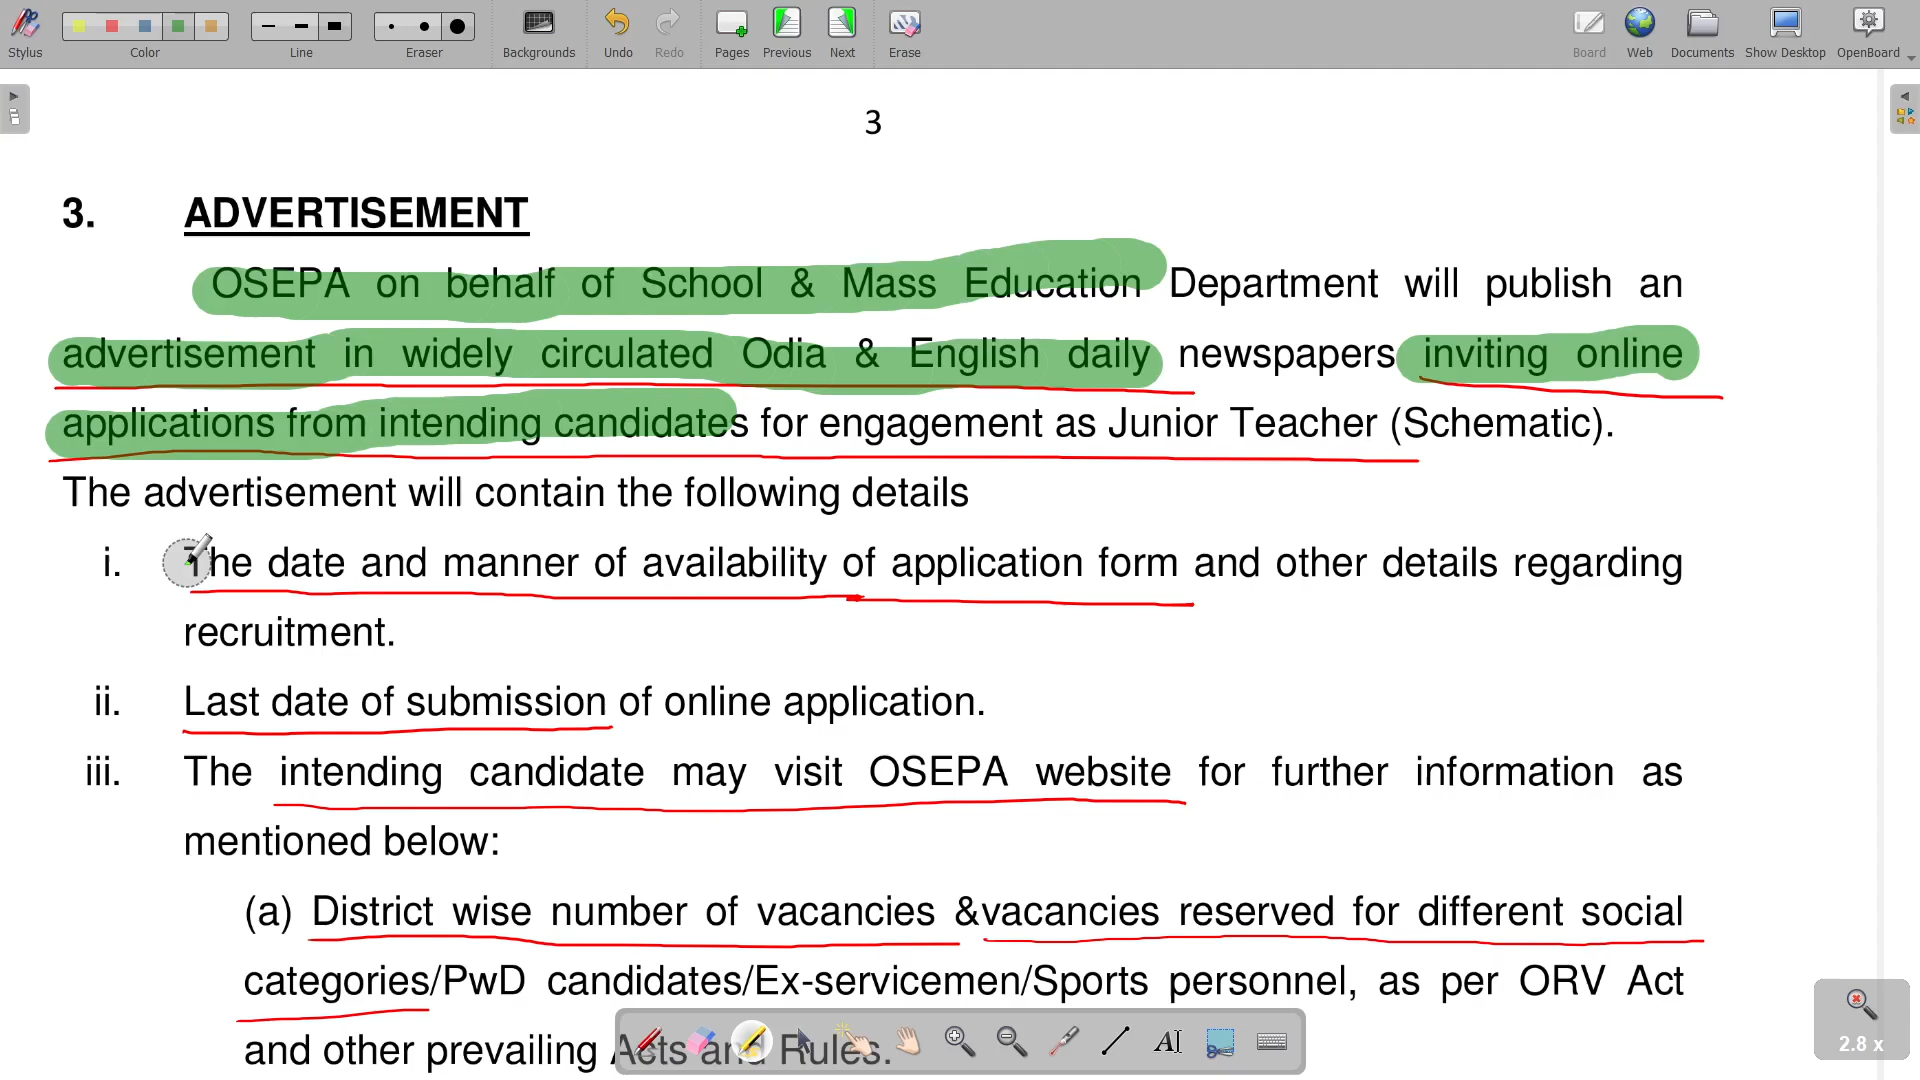 Stylus Color Line Eraser Backgrounds Undo Redo Pages Previous Next Erase Board Web Documents Show Desktop OpenBoard
3
3. ADVERTISEMENT
OSEPA on behalf of School & Mass Education Department will publish an
advertisement in widely circulated Odia & English daily newspapers inviting online
applications from intending candidates for engagement as Junior Teacher (Schematic).
The advertisement will contain the following details
i. The date and manner of availability of application form and other details regarding
recruitment.
ii. Last date of submission of online application.
iii. The intending candidate may visit OSEPA website for further information as
mentioned below:
(a) District wise number of vacancies &vacancies reserved for different social
categories/PwD candidates/Ex-servicemen/Sports personnel, as per ORV Act
and other prevailing Acts and Rules.
2.8 x